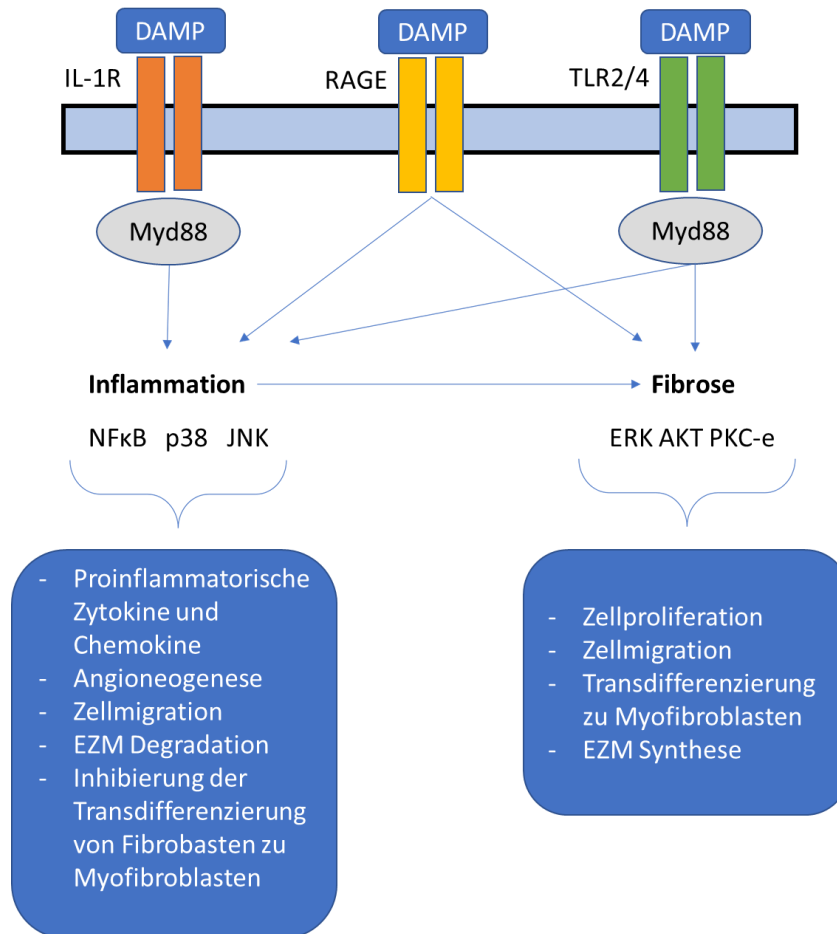 DAMP DAMP DAMP
IL-1R RAGE TLR2/4
Myd88 Myd88
Inflammation Fibrose
NFκB p38 JNK ERK AKT PKC-e
- Proinflammatorische
Zytokine und
Chemokine
- Angioneogenese
- Zellmigration
- EZM Degradation
- Inhibierung der
Transdifferenzierung
von Fibrobasten zu
Myofibroblasten
- Zellproliferation
- Zellmigration
- Transdifferenzierung
zu Myofibroblasten
- EZM Synthese